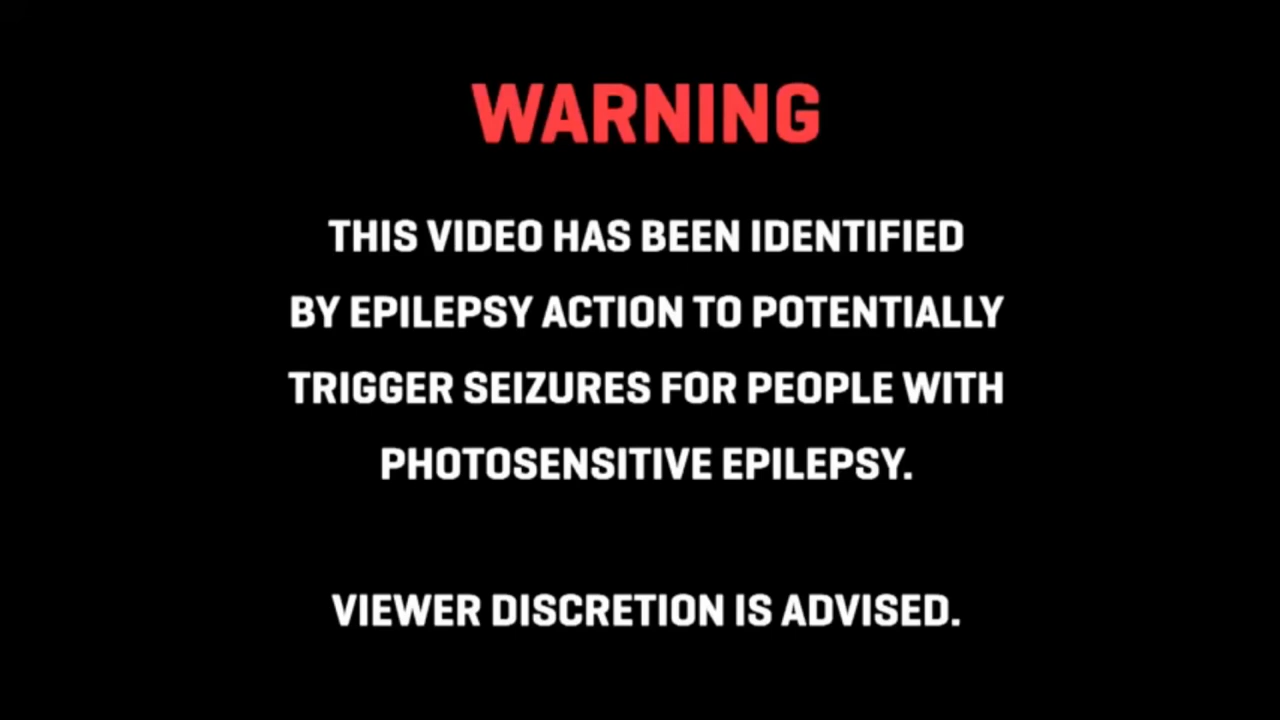 WARNING
THIS VIDEO HAS BEEN IDENTIFIED
BY EPILEPSY ACTION TO POTENTIALLY
TRIGGER SEIZURES FOR PEOPLE WITH
PHOTOSENSITIVE EPILEPSY.
VIEWER DISCRETION IS ADVISED.